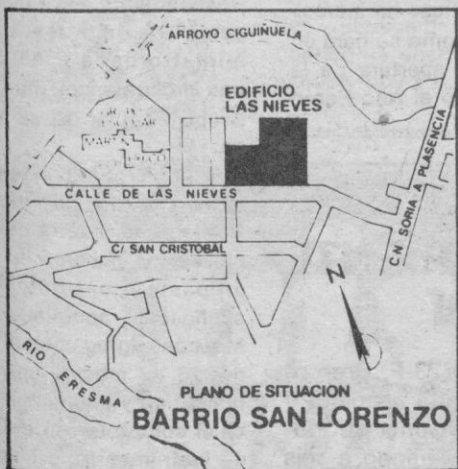 ARROYO CIGUIÑUELA
EDIFICIO
LAS NIEVES
MARTIN
CALLE DE LAS NIEVES
C/ SAN CRISTOBAL
C.N. SORIA A PLASENCIA
N
RIO ERESMA
PLANO DE SITUACION
BARRIO SAN LORENZO